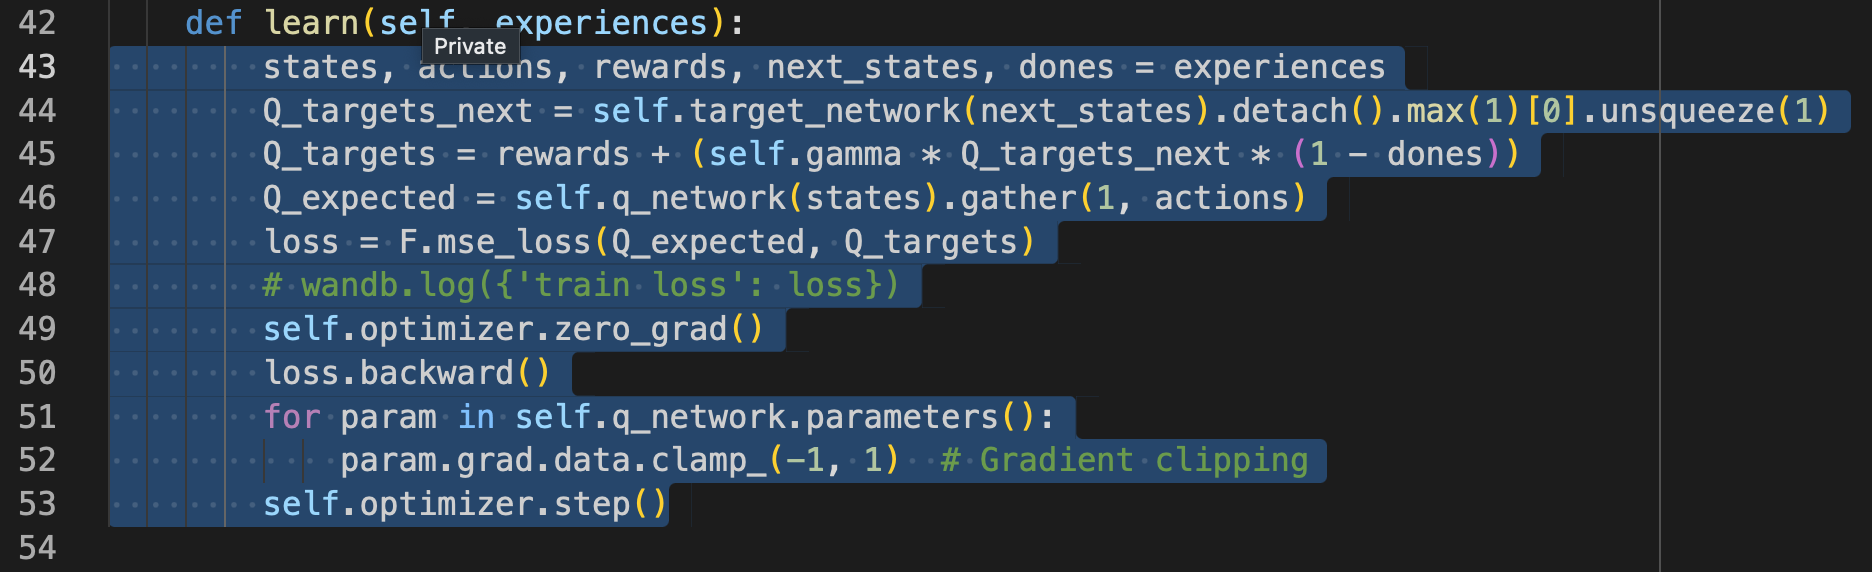 42 def learn(self, experiences):
Private
43 states, actions, rewards, next_states, dones = experiences
44 Q_targets_next = self.target_network(next_states).detach().max(1)[0].unsqueeze(1)
45 Q_targets = rewards + (self.gamma * Q_targets_next * (1 - dones))
46 Q_expected = self.q_network(states).gather(1, actions)
47 loss = F.mse_loss(Q_expected, Q_targets)
48 # wandb.log({'train loss': loss})
49 self.optimizer.zero_grad()
50 loss.backward()
51 for param in self.q_network.parameters():
52 param.grad.data.clamp_(-1, 1)  # Gradient clipping
53 self.optimizer.step()
54